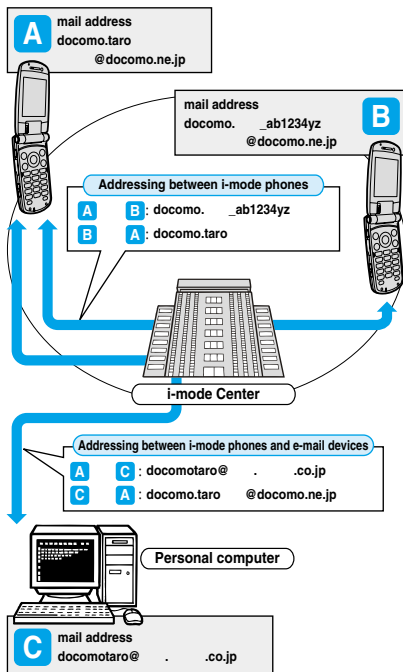 A
mail address
docomo.taro
@docomo.ne.jp
mail address
docomo. _ab1234yz
@docomo.ne.jp
B
Addressing between i-mode phones
A B : docomo. _ab1234yz
B A : docomo.taro
i-mode Center
Addressing between i-mode phones and e-mail devices
A C : docomotaro@ . .co.jp
C A : docomo.taro @docomo.ne.jp
Personal computer
C
mail address
docomotaro@ . .co.jp